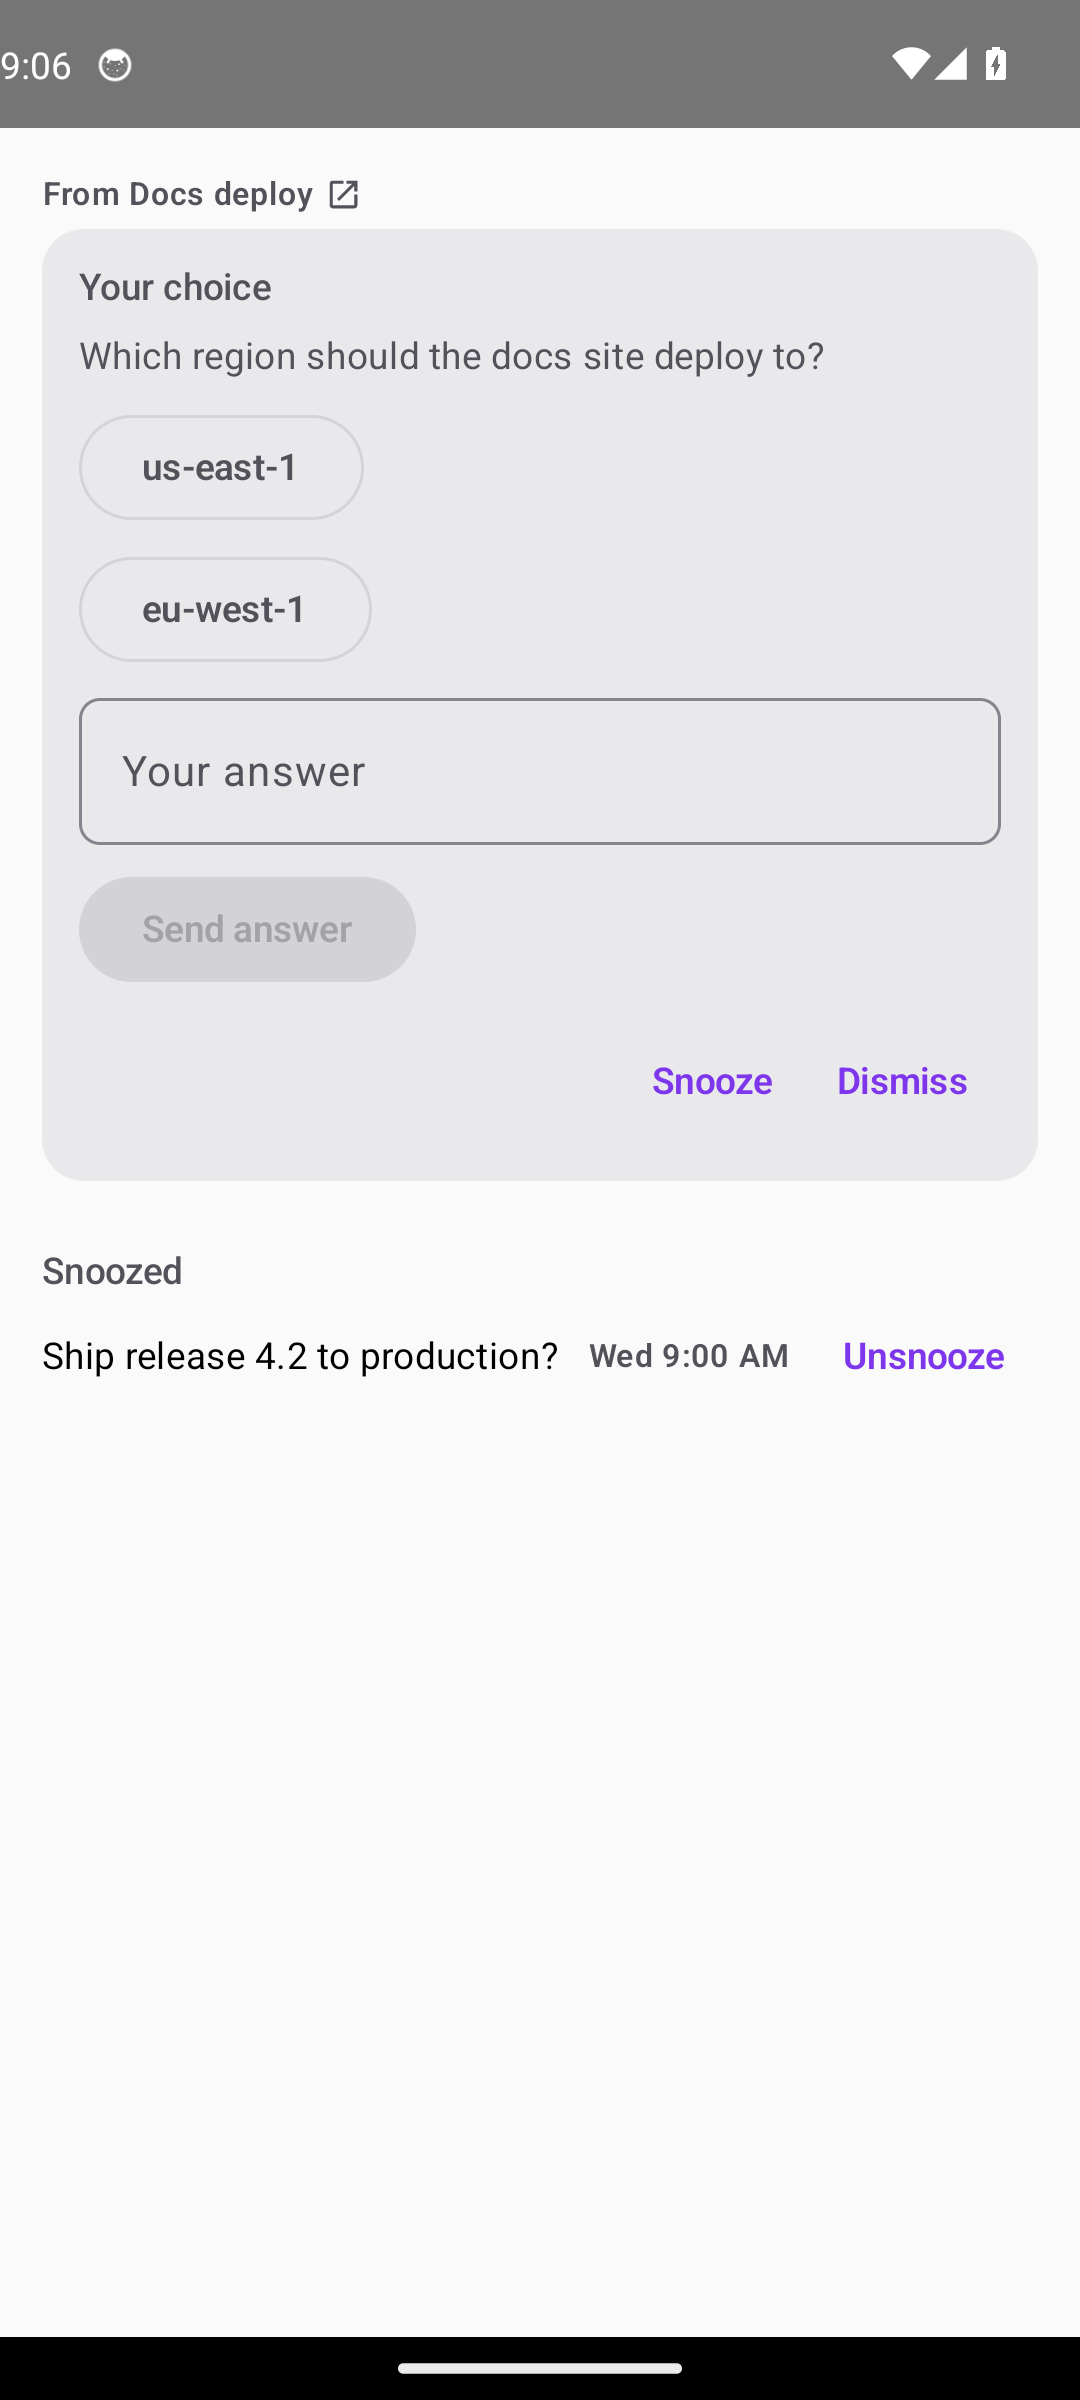 9:06
From Docs deploy
Your choice
Which region should the docs site deploy to?
us-east-1
eu-west-1
Your answer
Send answer
Snooze Dismiss
Snoozed
Ship release 4.2 to production? Wed 9:00 AM Unsnooze